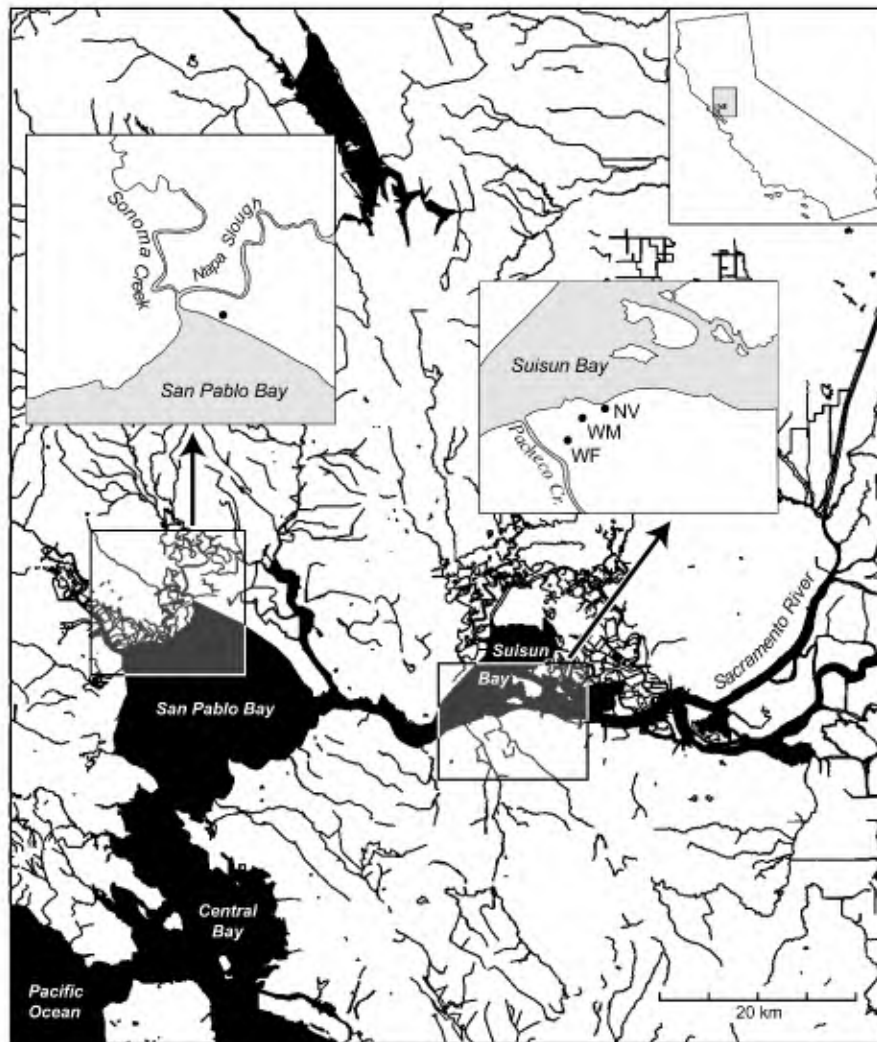 Sonoma
Creek
Napa Slough
San Pablo Bay
Suisun Bay
NV
WM
WF
Pacheco Cr.
Sacramento River
Suisun
Bay
San Pablo Bay
Central
Bay
Pacific
Ocean
20 km